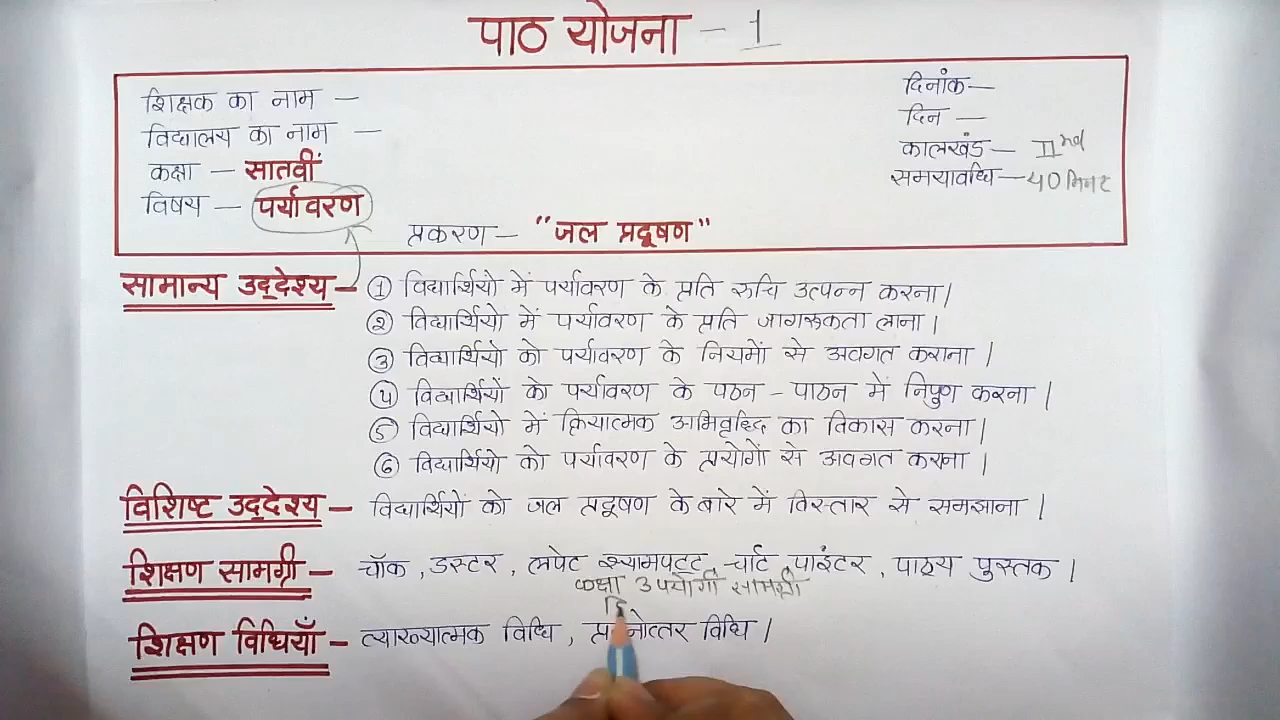 पाठ योजना - 1
शिक्षक का नाम -
विद्यालय का नाम -
कक्षा - सातवीं
विषय - पर्यावरण
दिनांक -
दिन -
कालखंड - IInd
समयावधि - 40 मिनट
प्रकरण - "जल प्रदूषण"
सामान्य उद्देश्य - ① विद्यार्थियो में पर्यावरण के प्रति रुचि उत्पन्न करना।
② विद्यार्थियो में पर्यावरण के प्रति जागरूकता लाना।
③ विद्यार्थियो को पर्यावरण के नियमों से अवगत कराना।
④ विद्यार्थियों को पर्यावरण के पठन - पाठन में निपुण करना।
⑤ विद्यार्थियो में क्रियात्मक अभिवृद्धि का विकास करना।
⑥ विद्यार्थियो को पर्यावरण के प्रयोगों से अवगत कराना।
विशिष्ट उद्देश्य - विद्यार्थियों को जल प्रदूषण के बारे में विस्तार से समझाना।
शिक्षण सामग्री - चॉक, डस्टर, लपेट श्यामपट्ट, चार्ट, पाइंटर, पाठ्य पुस्तक।
कक्षा उपयोगी सामग्री
शिक्षण विधियाँ - व्याख्यात्मक विधि, विधि।